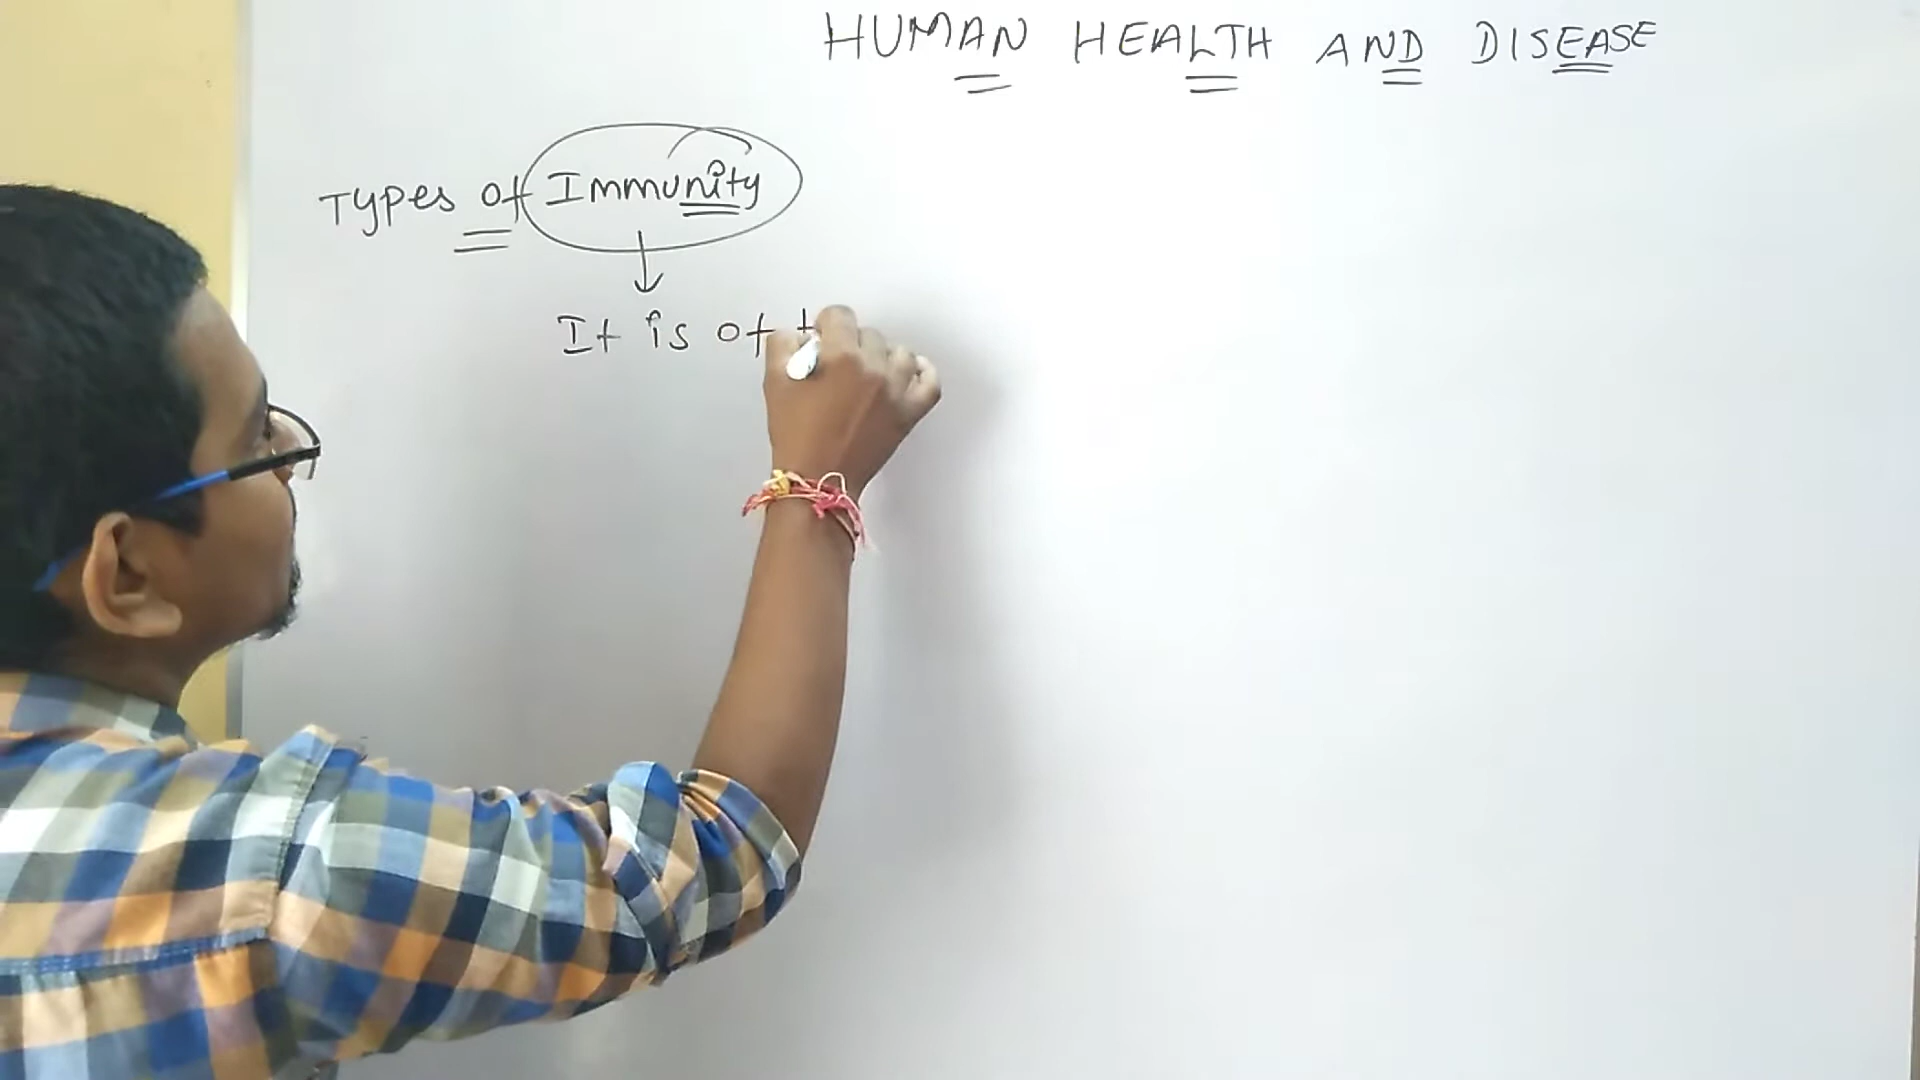 HUMAN HEALTH AND DISEASE
Types of Immunity
It is of t